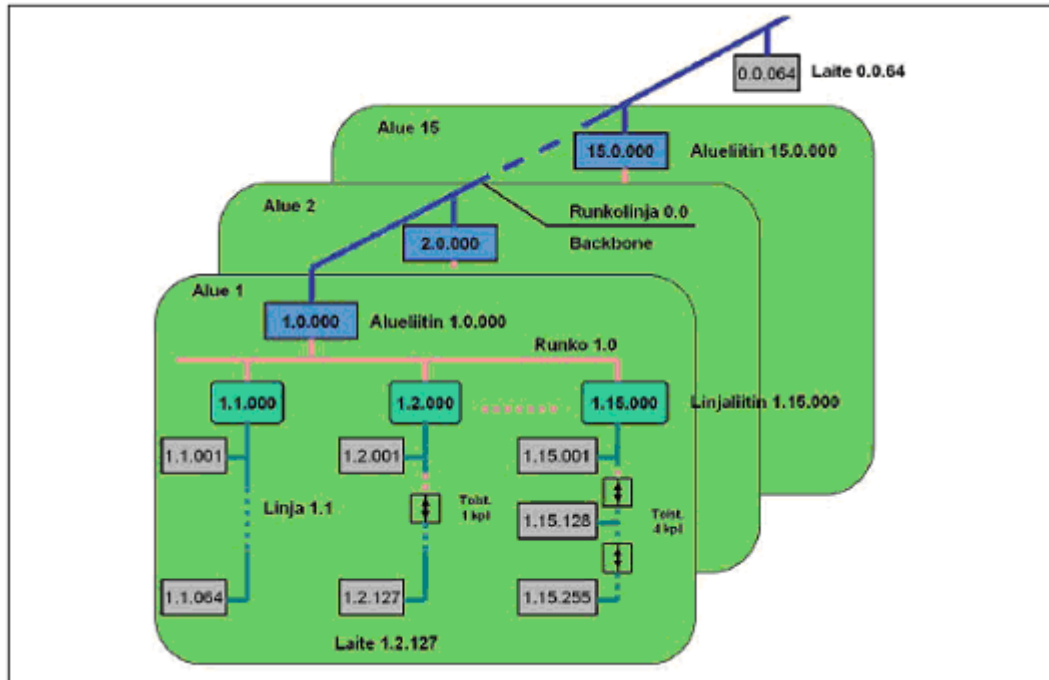 0.0.064 Laite 0.0.64
Alue 15
15.0.000 Alueliitin 15.0.000
Alue 2
Runkolinja 0.0
2.0.000 Backbone
Alue 1
1.0.000 Alueliitin 1.0.000
Runko 1.0
1.1.000 1.2.000 1.15.000 Linjaliitin 1.15.000
1.1.001 1.2.001 1.15.001
Linja 1.1
Toist.
1 kpl
1.15.128
Toist.
4 kpl
1.1.064 1.2.127 1.15.255
Laite 1.2.127